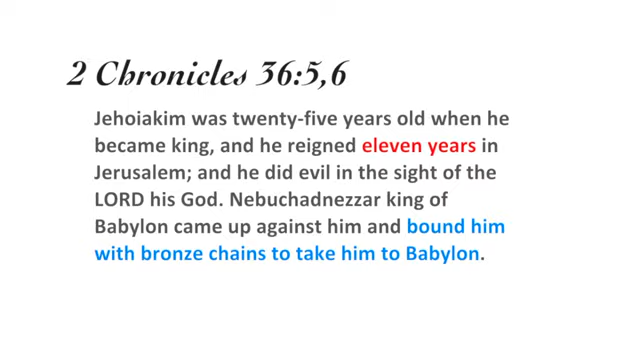 2 Chronicles 36:5,6
Jehoiakim was twenty-five years old when he
became king, and he reigned eleven years in
Jerusalem; and he did evil in the sight of the
LORD his God. Nebuchadnezzar king of
Babylon came up against him and bound him
with bronze chains to take him to Babylon.